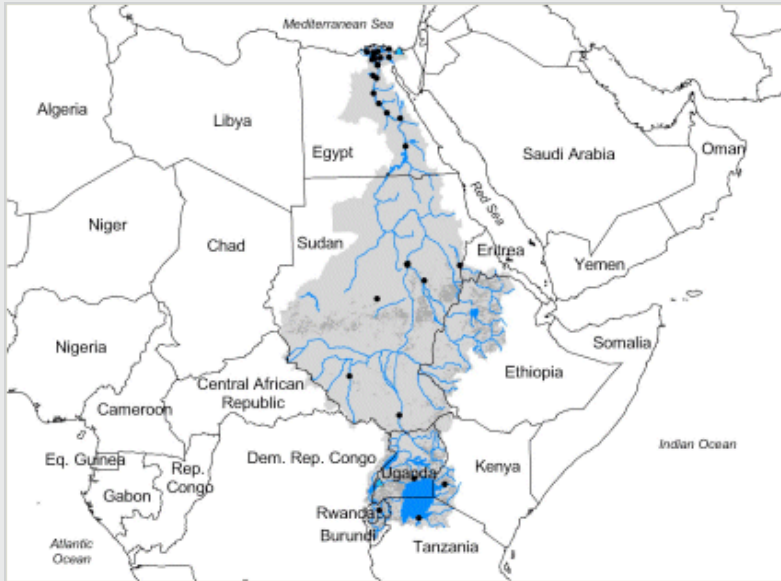 Mediterranean Sea
Algeria
Libya
Egypt
Saudi Arabia
Oman
Red Sea
Niger
Chad
Sudan
Eritrea
Yemen
Nigeria
Somalia
Ethiopia
Central African
Republic
Cameroon
Indian Ocean
Eq. Guinea
Rep.
Congo
Dem. Rep. Congo
Uganda
Kenya
Gabon
Rwanda
Burundi
Atlantic
Ocean
Tanzania